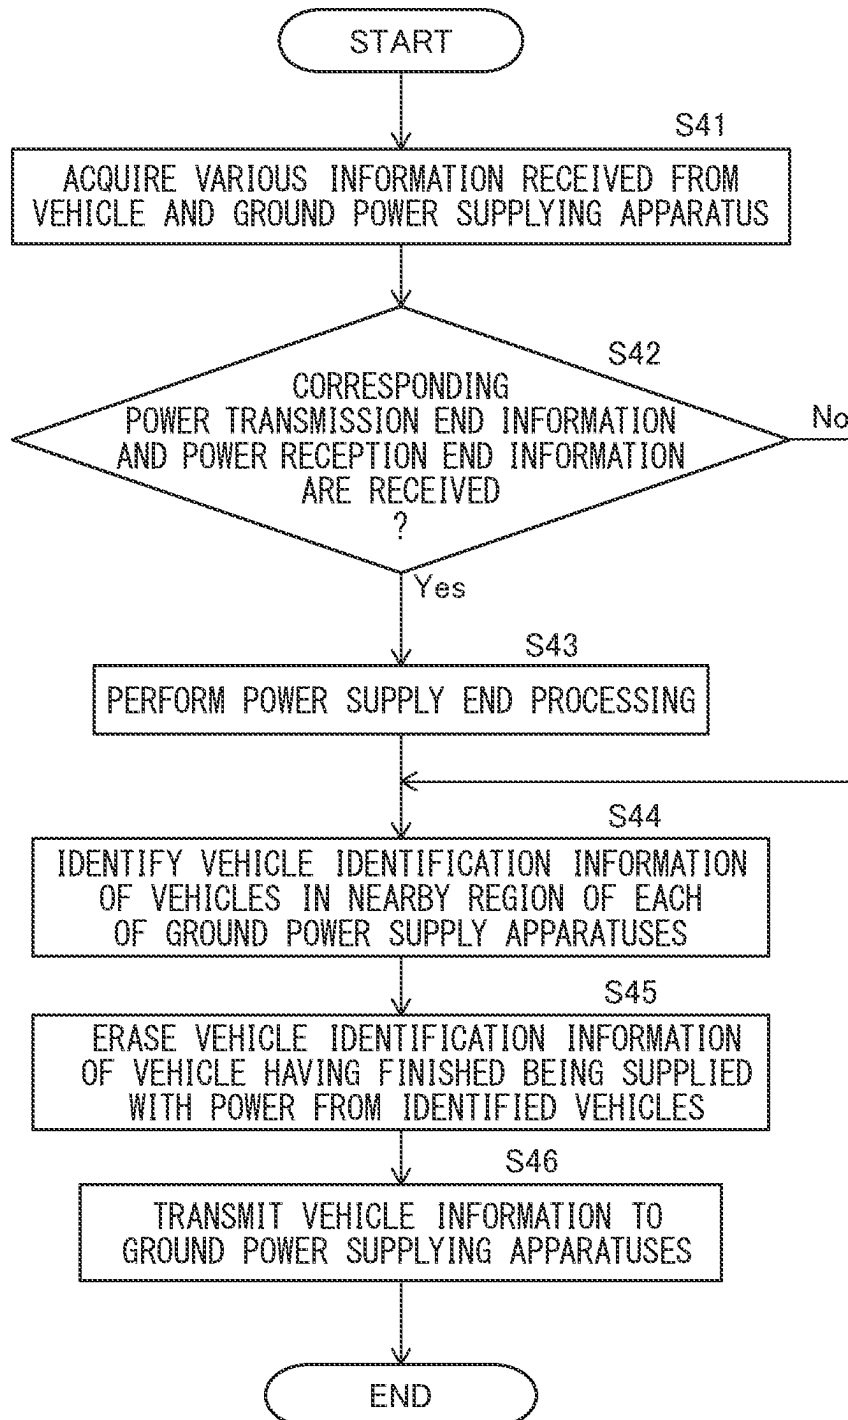 START
S41
ACQUIRE VARIOUS INFORMATION RECEIVED FROM
VEHICLE AND GROUND POWER SUPPLYING APPARATUS
S42
CORRESPONDING
POWER TRANSMISSION END INFORMATION
AND POWER RECEPTION END INFORMATION
ARE RECEIVED
?
No
Yes
S43
PERFORM POWER SUPPLY END PROCESSING
S44
IDENTIFY VEHICLE IDENTIFICATION INFORMATION
OF VEHICLES IN NEARBY REGION OF EACH
OF GROUND POWER SUPPLY APPARATUSES
S45
ERASE VEHICLE IDENTIFICATION INFORMATION
OF VEHICLE HAVING FINISHED BEING SUPPLIED
WITH POWER FROM IDENTIFIED VEHICLES
S46
TRANSMIT VEHICLE INFORMATION TO
GROUND POWER SUPPLYING APPARATUSES
END